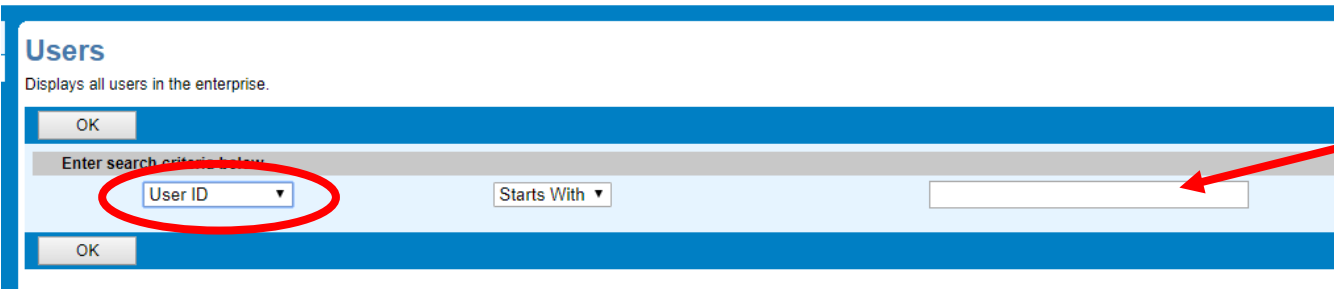 Users
Displays all users in the enterprise.
OK
Enter search criteria below
User ID Starts With
OK